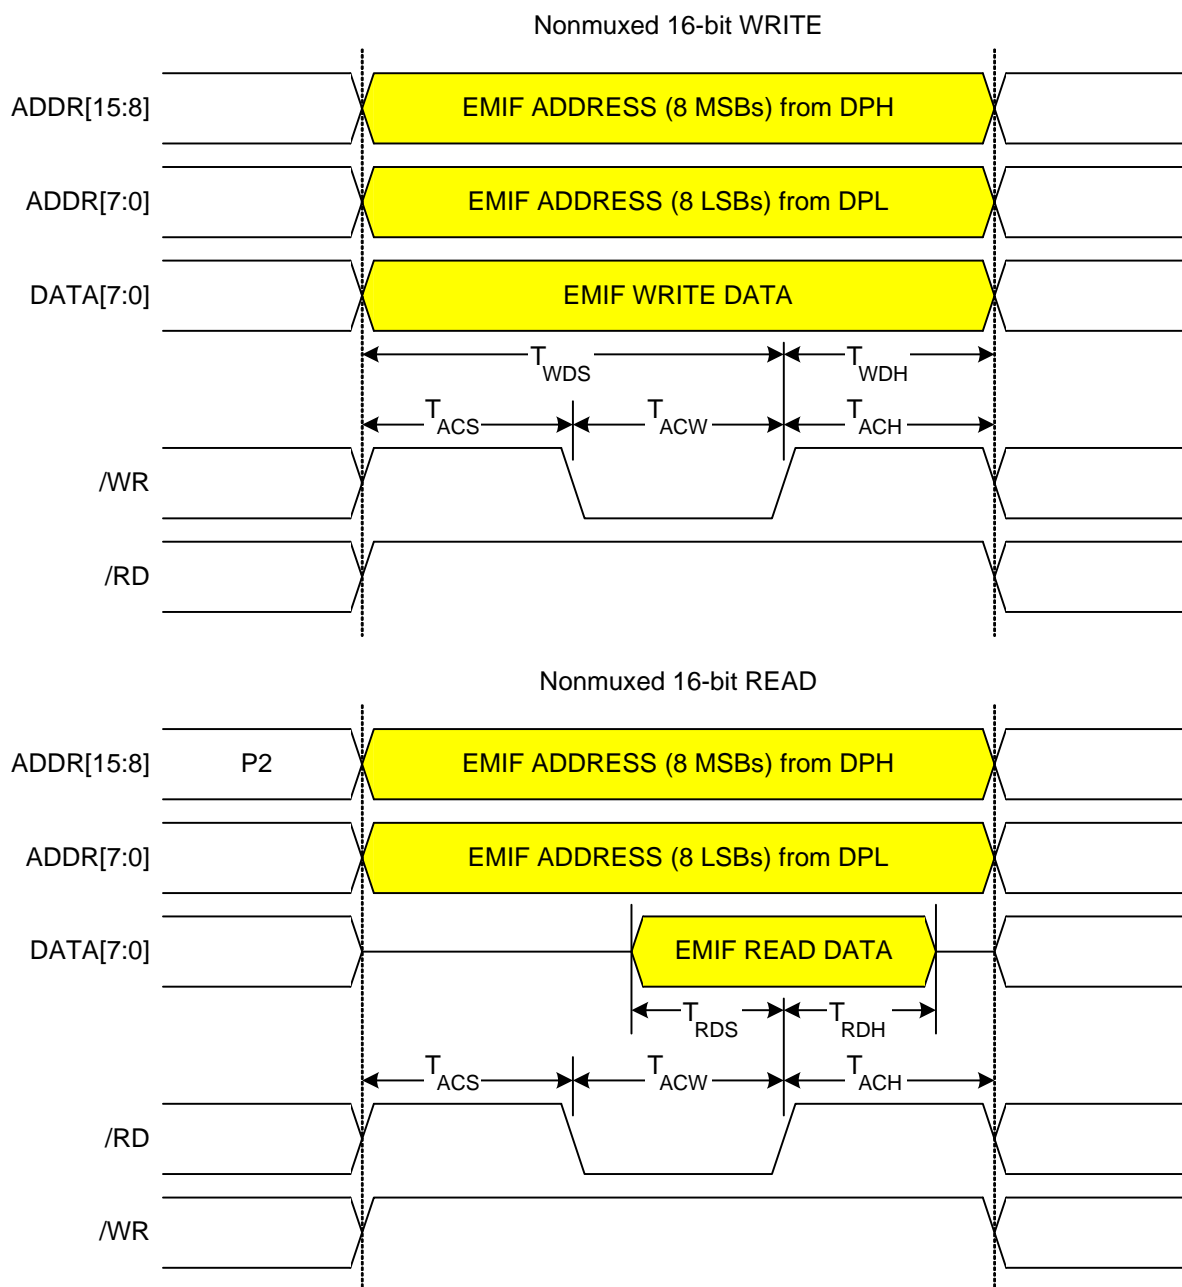 Nonmuxed 16-bit WRITE
ADDR[15:8] EMIF ADDRESS (8 MSBs) from DPH
ADDR[7:0] EMIF ADDRESS (8 LSBs) from DPL
DATA[7:0] EMIF WRITE DATA
TWDS TWDH
TACS TACW TACH
/WR
/RD
Nonmuxed 16-bit READ
ADDR[15:8] P2 EMIF ADDRESS (8 MSBs) from DPH
ADDR[7:0] EMIF ADDRESS (8 LSBs) from DPL
DATA[7:0] EMIF READ DATA
TRDS TRDH
TACS TACW TACH
/RD
/WR